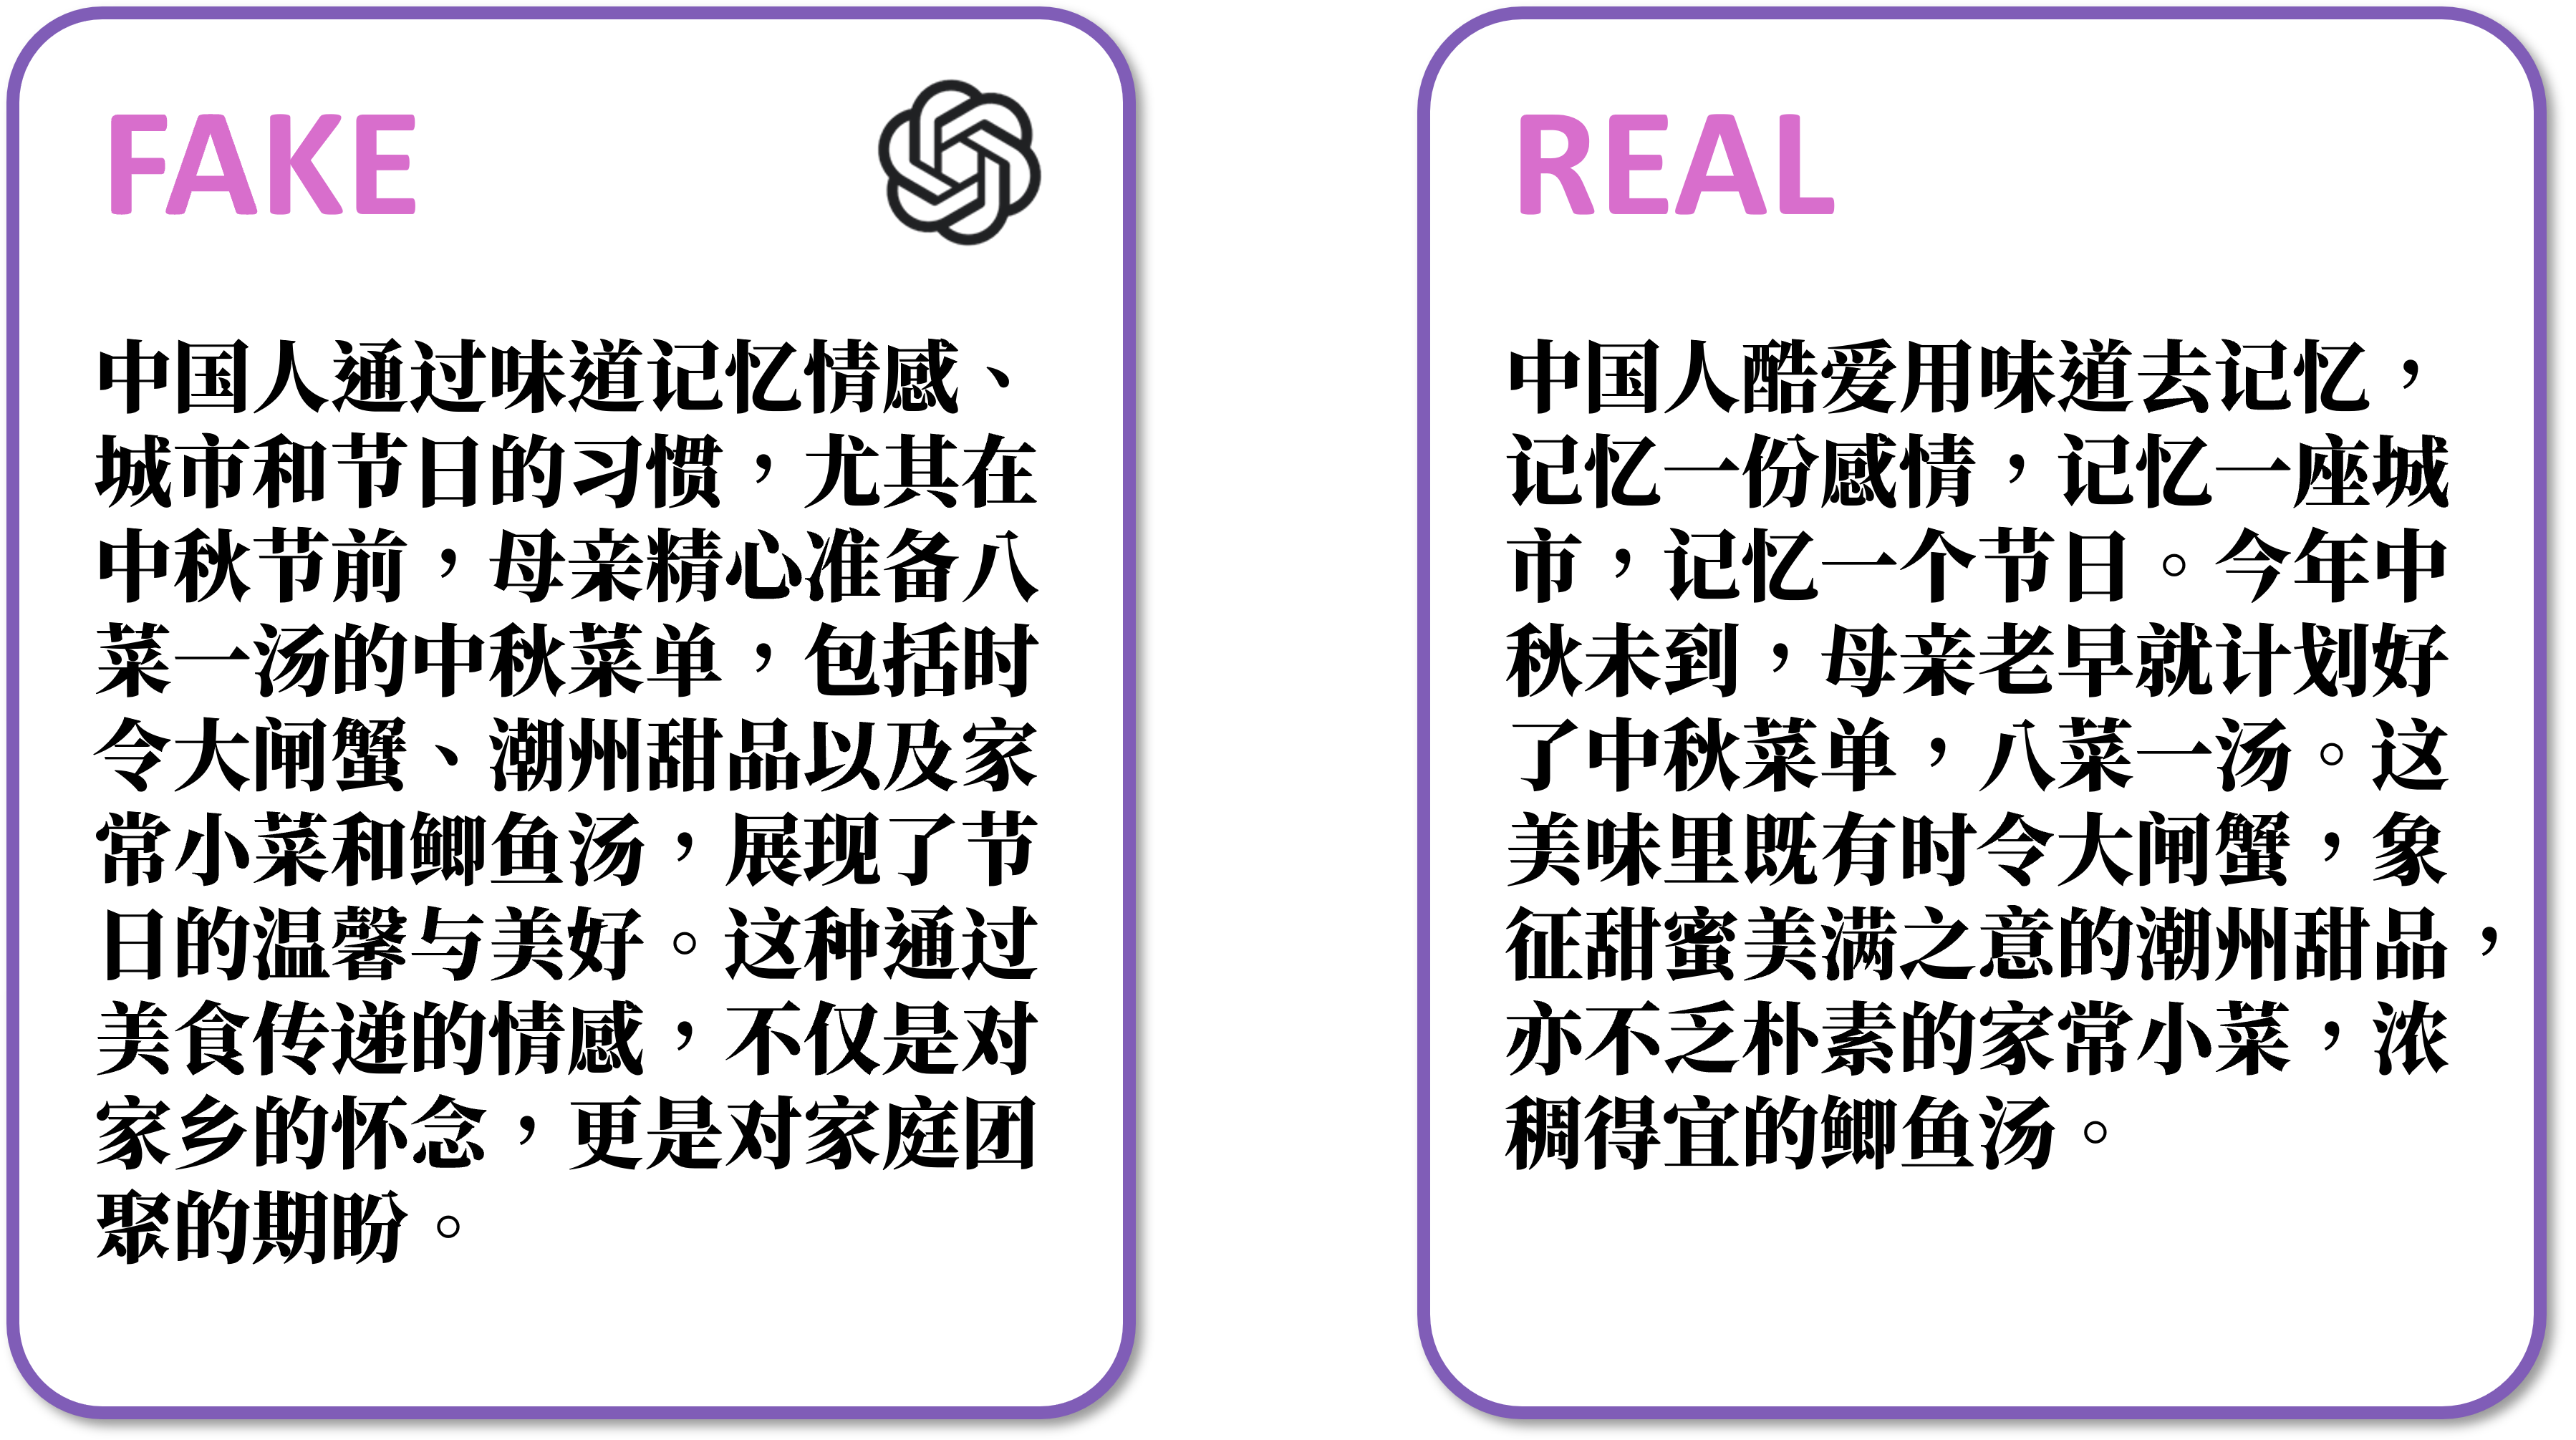 FAKE
中国人通过味道记忆情感、
城市和节日的习惯，尤其在
中秋节前，母亲精心准备八
菜一汤的中秋菜单，包括时
令大闸蟹、潮州甜品以及家
常小菜和鲫鱼汤，展现了节
日的温馨与美好。这种通过
美食传递的情感，不仅是对
家乡的怀念，更是对家庭团
聚的期盼。
REAL
中国人酷爱用味道去记忆，
记忆一份感情，记忆一座城
市，记忆一个节日。今年中
秋未到，母亲老早就计划好
了中秋菜单，八菜一汤。这
美味里既有时令大闸蟹，象
征甜蜜美满之意的潮州甜品，
亦不乏朴素的家常小菜，浓
稠得宜的鲫鱼汤。